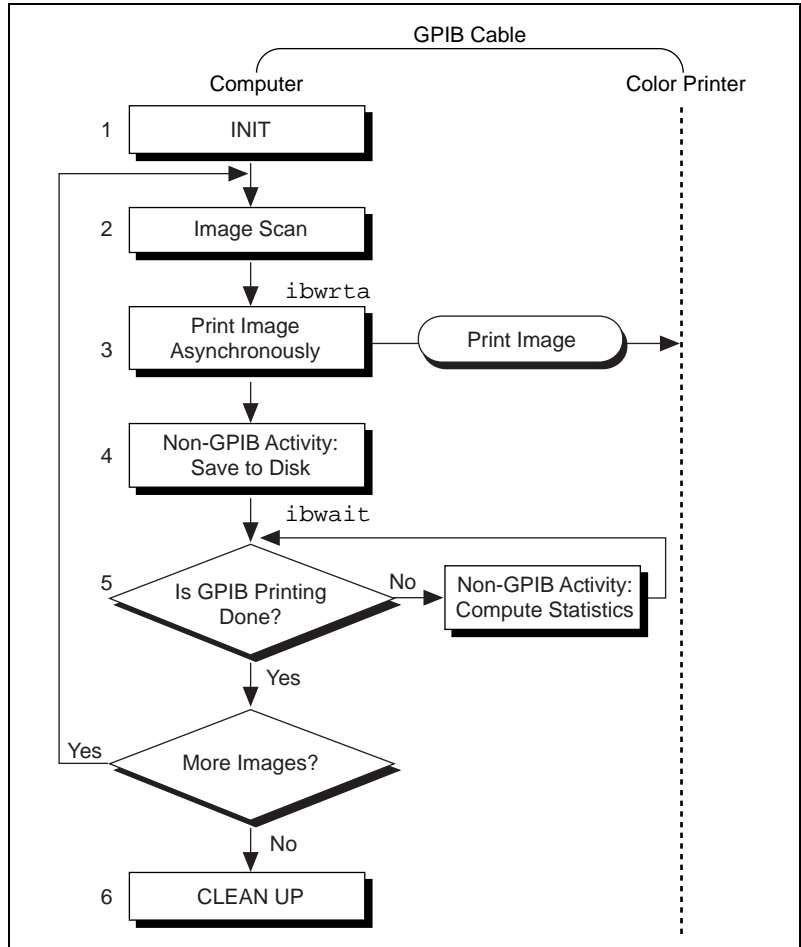 GPIB Cable
Computer
Color Printer
1
INIT
2
Image Scan
ibwrta
3
Print Image
Asynchronously
Print Image
4
Non-GPIB Activity:
Save to Disk
ibwait
5
Is GPIB Printing
Done?
No
Non-GPIB Activity:
Compute Statistics
Yes
Yes
More Images?
No
6
CLEAN UP